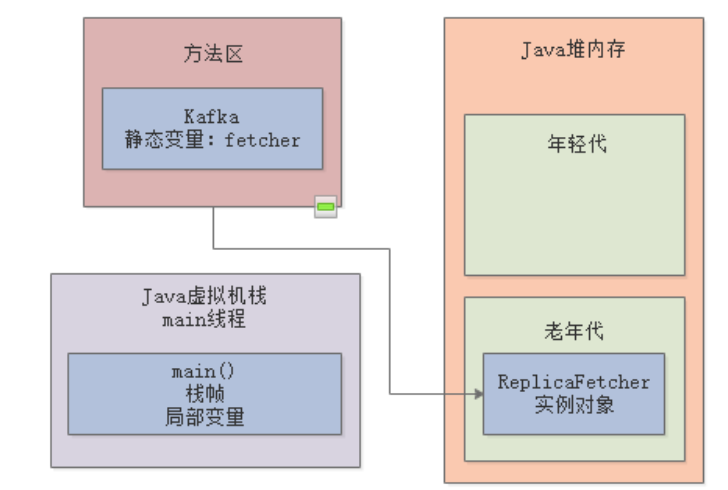 方法区
Kafka
静态变量：fetcher
Java虚拟机栈
main线程
main()
栈帧
局部变量
Java堆内存
年轻代
老年代
ReplicaFetcher
实例对象